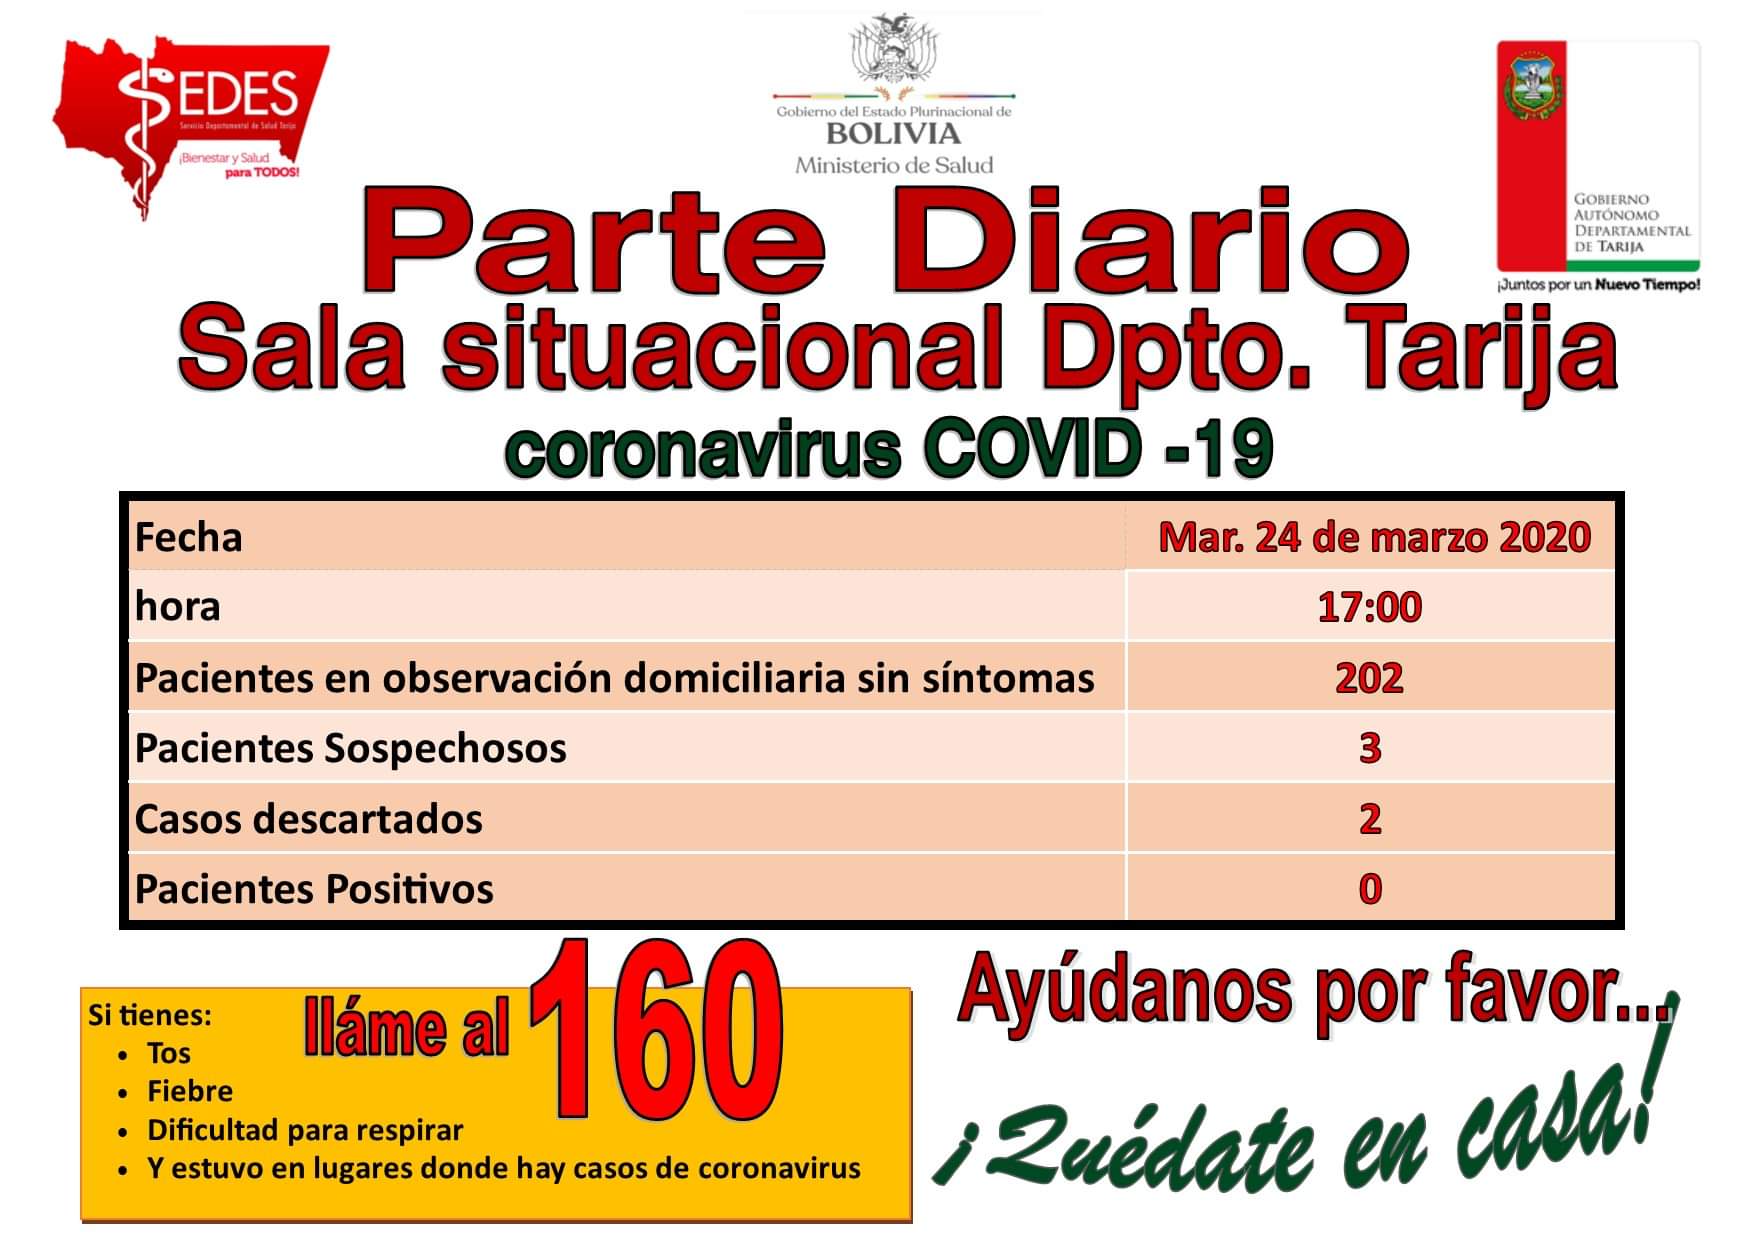 SEDES
Servicio Departamental de Salud Tarija
¡Bienestar y Salud
para TODOS!
Gobierno del Estado Plurinacional de
BOLIVIA
Ministerio de Salud
GOBIERNO
AUTÓNOMO
DEPARTAMENTAL
DE TARIJA
¡Juntos por un Nuevo Tiempo!
Parte Diario
Sala situacional Dpto. Tarija
coronavirus COVID -19
Fecha Mar. 24 de marzo 2020
hora 17:00
Pacientes en observación domiciliaria sin síntomas 202
Pacientes Sospechosos 3
Casos descartados 2
Pacientes Positivos 0
Si tienes:
• Tos
• Fiebre
• Dificultad para respirar
• Y estuvo en lugares donde hay casos de coronavirus
lláme al 160
Ayúdanos por favor...
¡Quédate en casa!